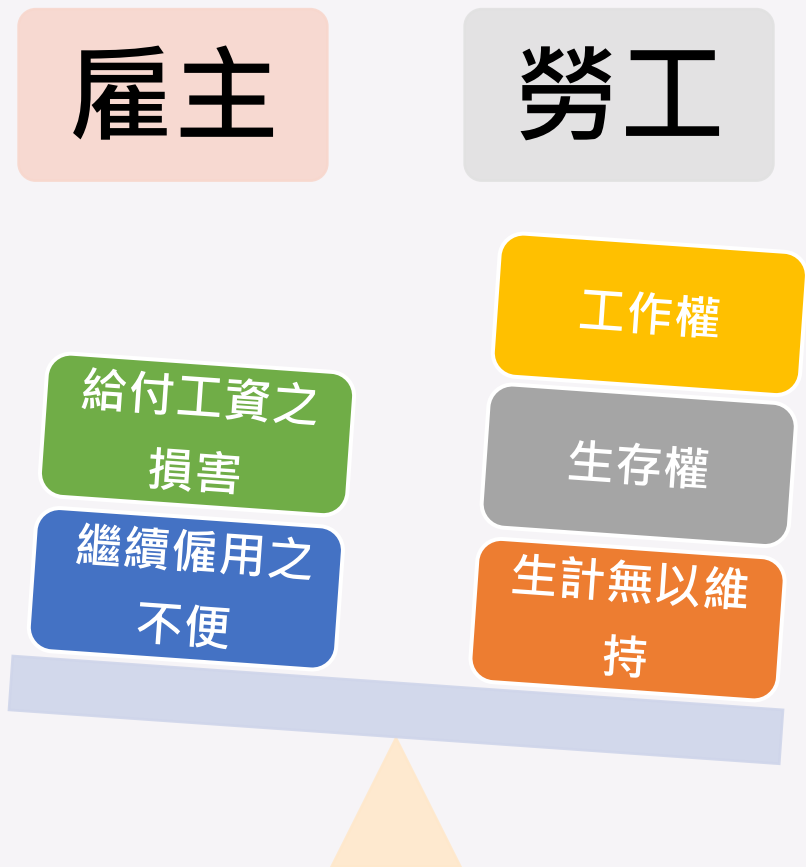 雇主
勞工
給付工資之
損害
繼續僱用之
不便
工作權
生存權
生計無以維
持